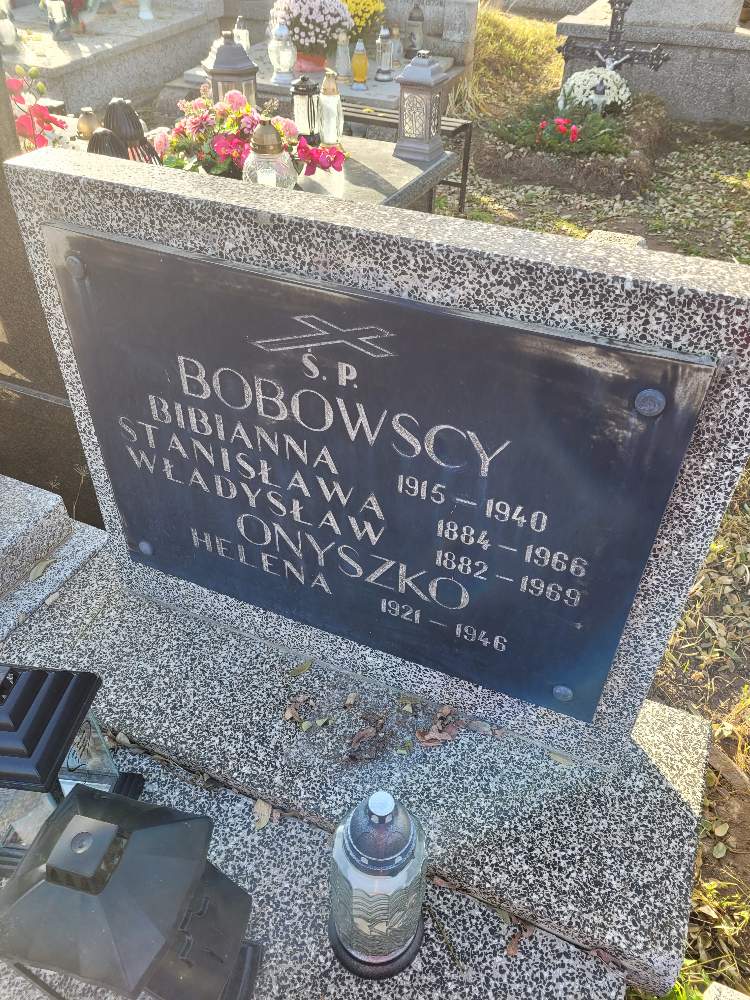 Ś. P.
BOBOWSCY
BIBIANNA 1915 – 1940
STANISŁAWA 1884 – 1966
WŁADYSŁAW 1882 – 1969
ONYSZKO
HELENA 1921 – 1946